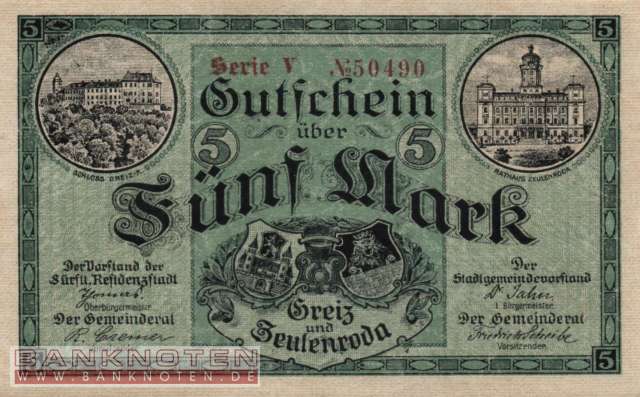 5
5
Serie V №50490
Gutschein
über
5 5
Fünf Mark
SCHLOSS GREIZ
RATHAUS ZEULENRODA
Der Vorstand der
Fürstl. Residenzstadt
Oberbürgermeister
Der Gemeinderat
Der
Stadtgemeindevorstand
1. Bürgermeister
Der Gemeinderat
Vorsitzender.
Greiz
und
Zeulenroda
5
BANKNOTEN
WWW.BANKNOTEN.DE